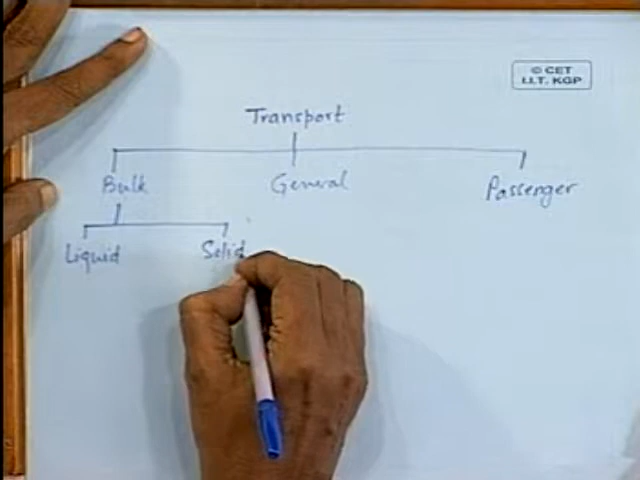 © CET
I.I.T. KGP
Transport
Bulk General Passenger
Liquid Solid